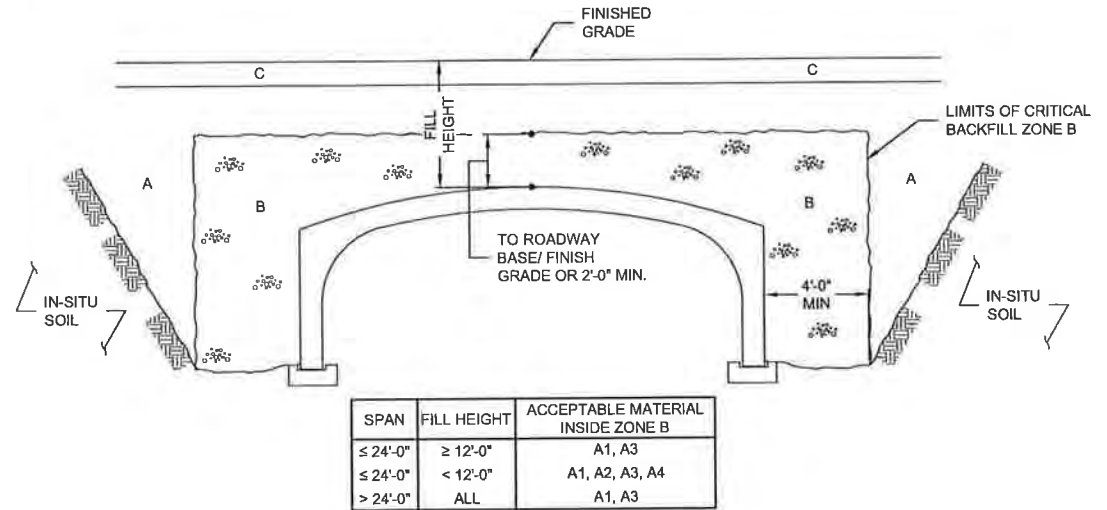 FINISHED
GRADE
C
C
FILL
HEIGHT
LIMITS OF CRITICAL
BACKFILL ZONE B
A
A
B
B
TO ROADWAY
BASE/ FINISH
GRADE OR 2'-0" MIN.
4'-0"
MIN
IN-SITU
SOIL
IN-SITU
SOIL
SPAN FILL HEIGHT ACCEPTABLE MATERIAL
INSIDE ZONE B
≤ 24'-0" ≥ 12'-0" A1, A3
≤ 24'-0" < 12'-0" A1, A2, A3, A4
> 24'-0" ALL A1, A3